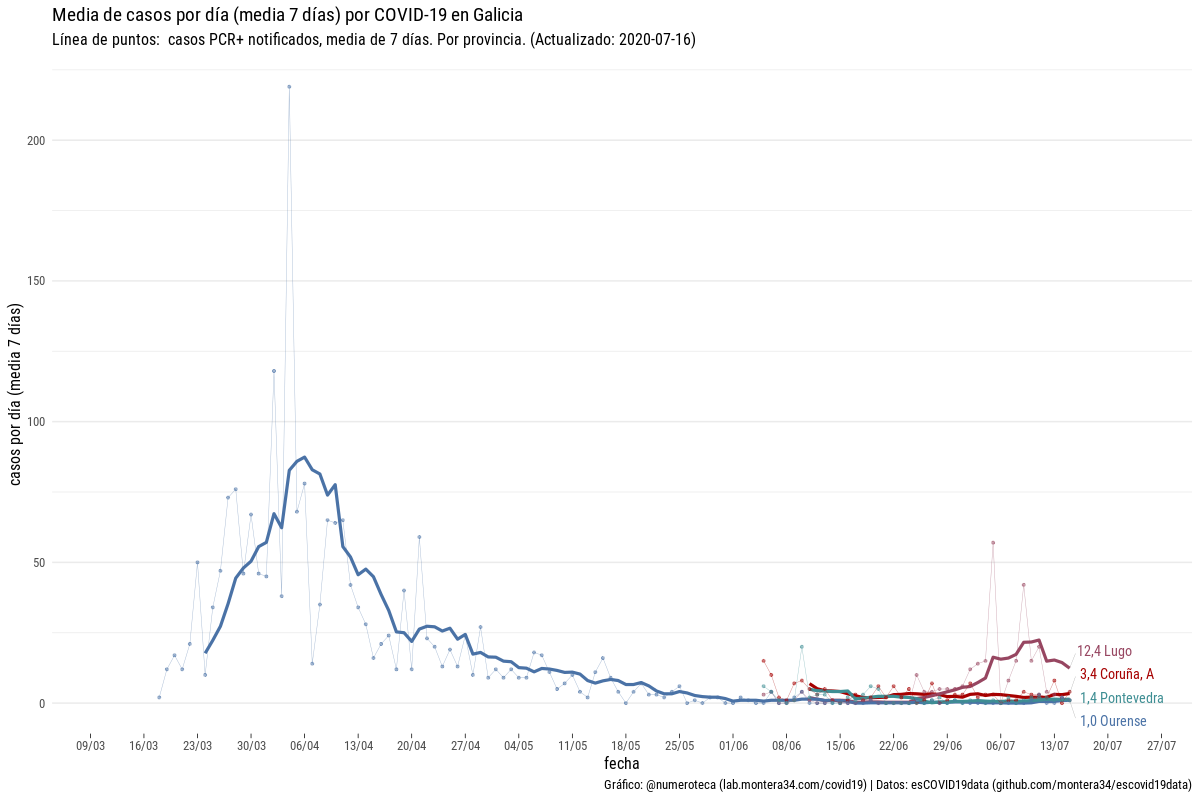 Media de casos por día (media 7 días) por COVID-19 en Galicia
Línea de puntos:  casos PCR+ notificados, media de 7 días. Por provincia. (Actualizado: 2020-07-16)
casos por día (media 7 días)
200
150
100
50
0
12,4 Lugo
3,4 Coruña, A
1,4 Pontevedra
1,0 Ourense
09/03 16/03 23/03 30/03 06/04 13/04 20/04 27/04 04/05 11/05 18/05 25/05 01/06 08/06 15/06 22/06 29/06 06/07 13/07 20/07 27/07
fecha
Gráfico: @numeroteca (lab.montera34.com/covid19) | Datos: esCOVID19data (github.com/montera34/escovid19data)